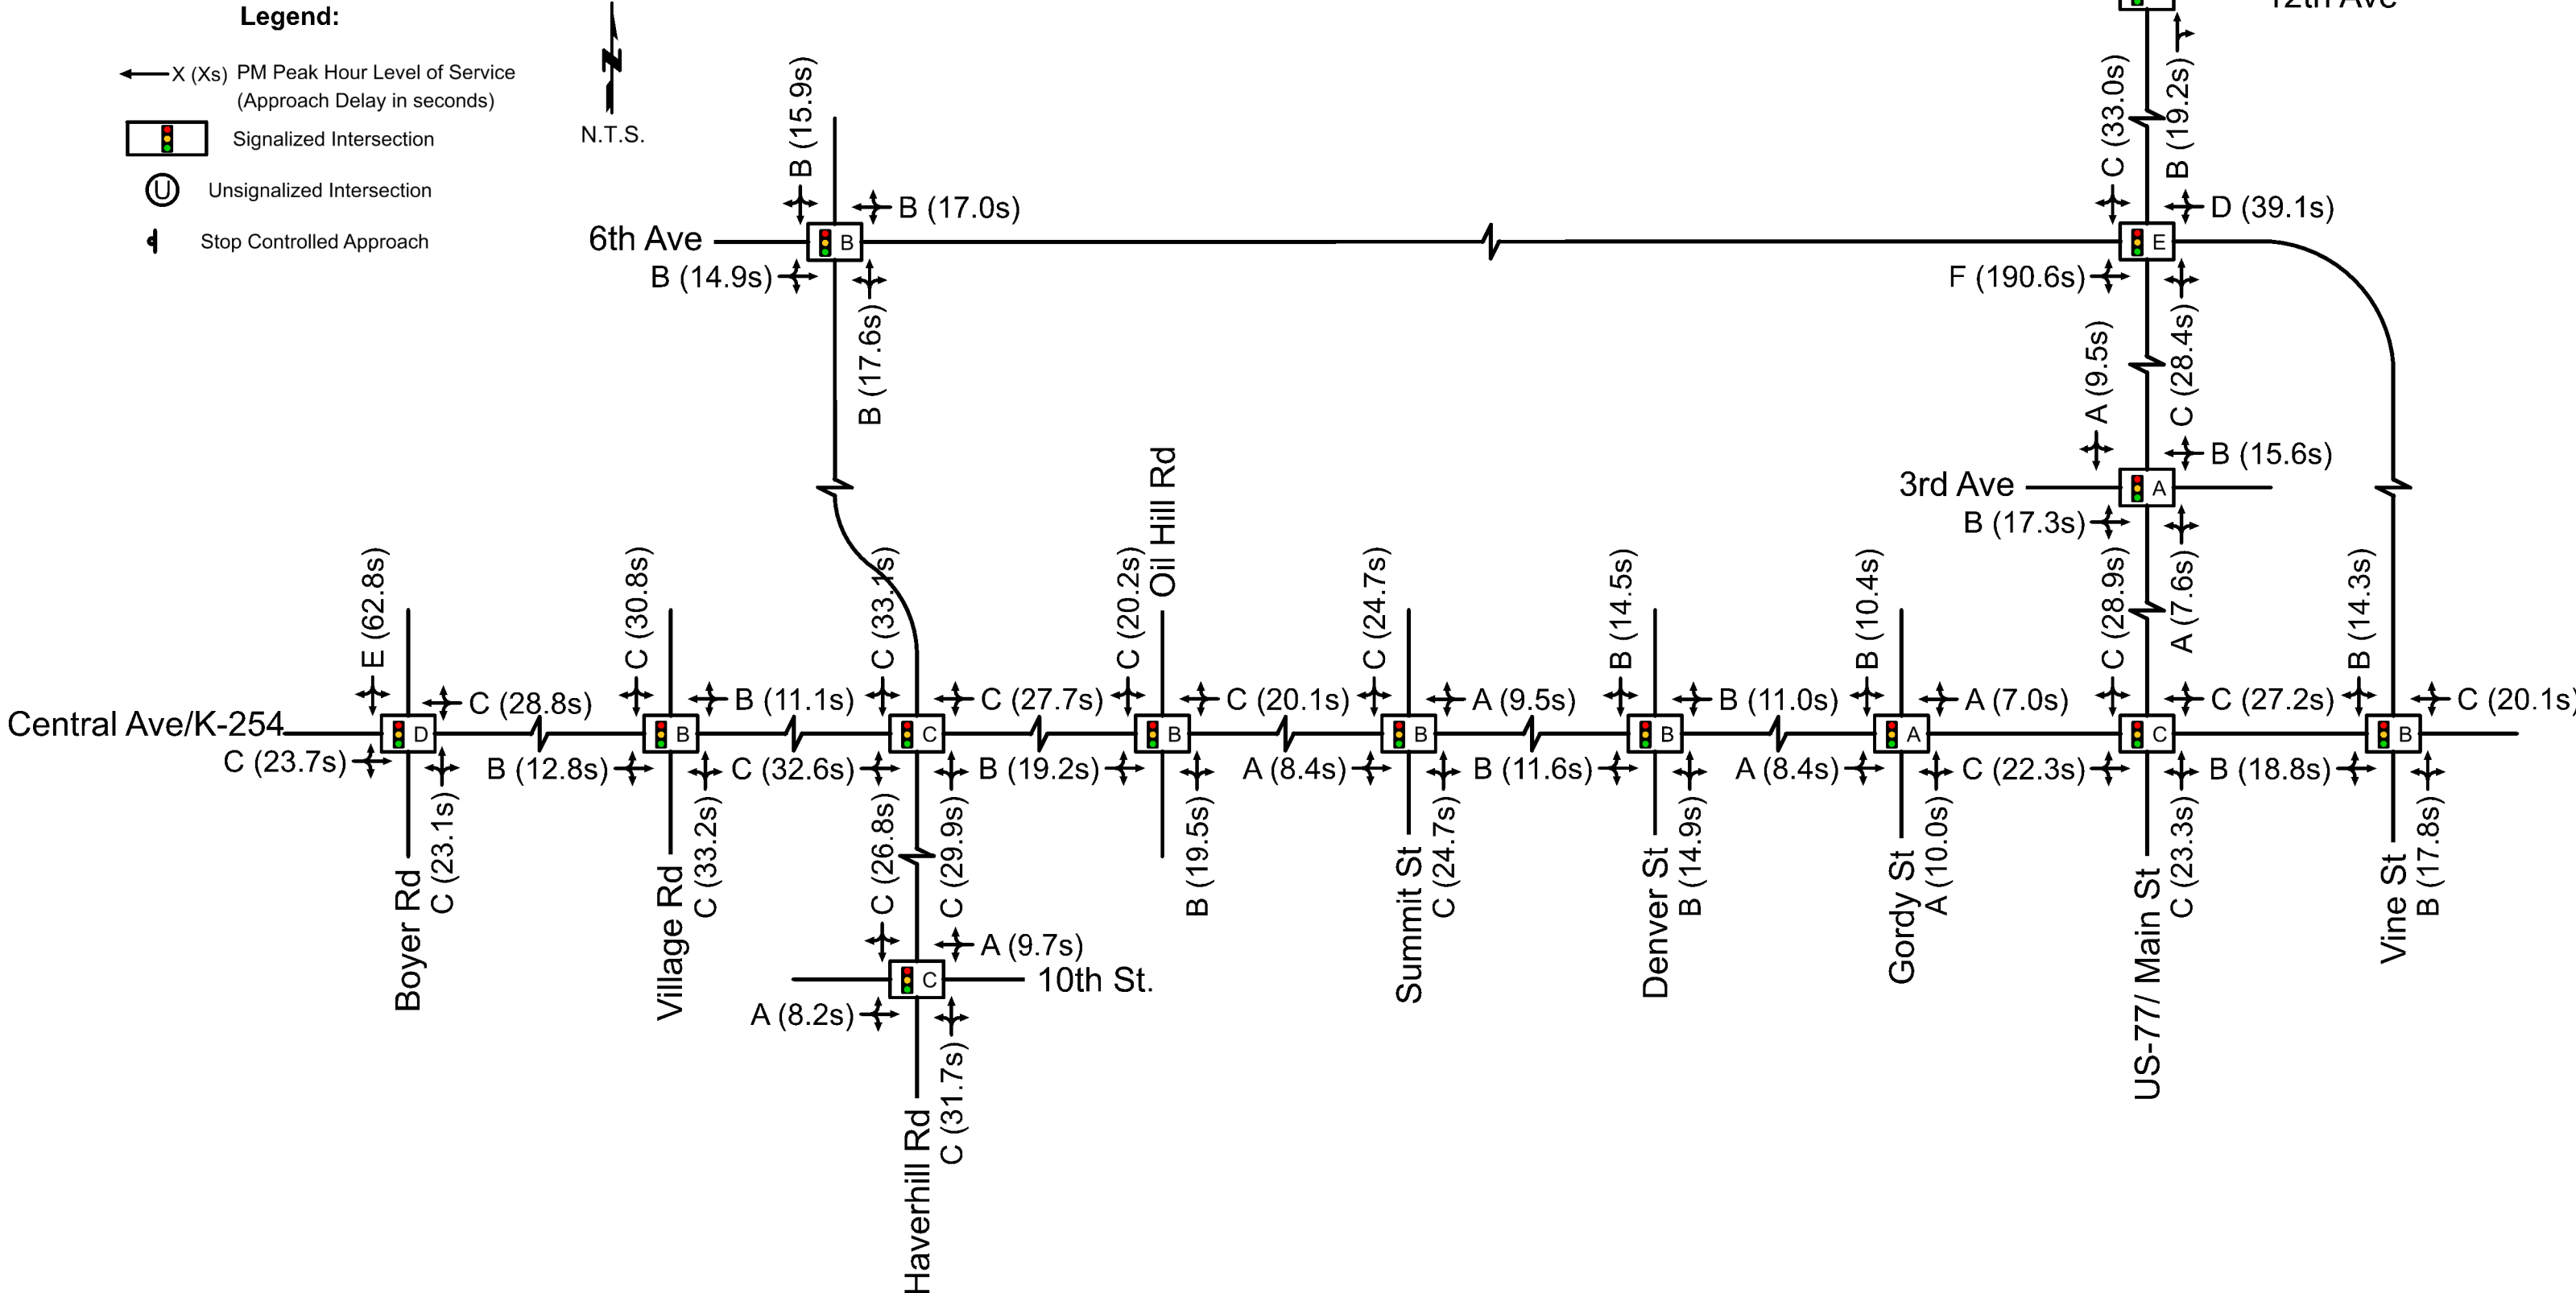 Legend:
X (Xs) PM Peak Hour Level of Service
(Approach Delay in seconds)
Signalized Intersection
U Unsignalized Intersection
Stop Controlled Approach
N
N.T.S.
12th Ave
C (33.0s)
B (19.2s)
B (15.9s)
B (17.0s)
6th Ave
B
B (14.9s)
B (17.6s)
D (39.1s)
E
F (190.6s)
C (28.4s)
A (9.5s)
B (15.6s)
3rd Ave
A
B (17.3s)
A (7.6s)
Central Ave/K-254
E (62.8s)
C (28.8s)
D
C (23.7s)
C (23.1s)
Boyer Rd
C (30.8s)
B (11.1s)
B
B (12.8s)
C (33.2s)
Village Rd
C (33.1s)
C (27.7s)
C
C (32.6s)
C (29.9s)
Oil Hill Rd
C (20.2s)
C (20.1s)
B
B (19.2s)
B (19.5s)
C (24.7s)
A (9.5s)
B
A (8.4s)
C (24.7s)
Summit St
B (14.5s)
B (11.0s)
B
B (11.6s)
B (14.9s)
Denver St
B (10.4s)
A (7.0s)
A
A (8.4s)
A (10.0s)
Gordy St
C (28.9s)
C (27.2s)
C
C (22.3s)
C (23.3s)
US-77/ Main St
B (14.3s)
C (20.1s)
B
B (18.8s)
B (17.8s)
Vine St
C (26.8s)
A (9.7s)
C
10th St.
A (8.2s)
C (31.7s)
Haverhill Rd